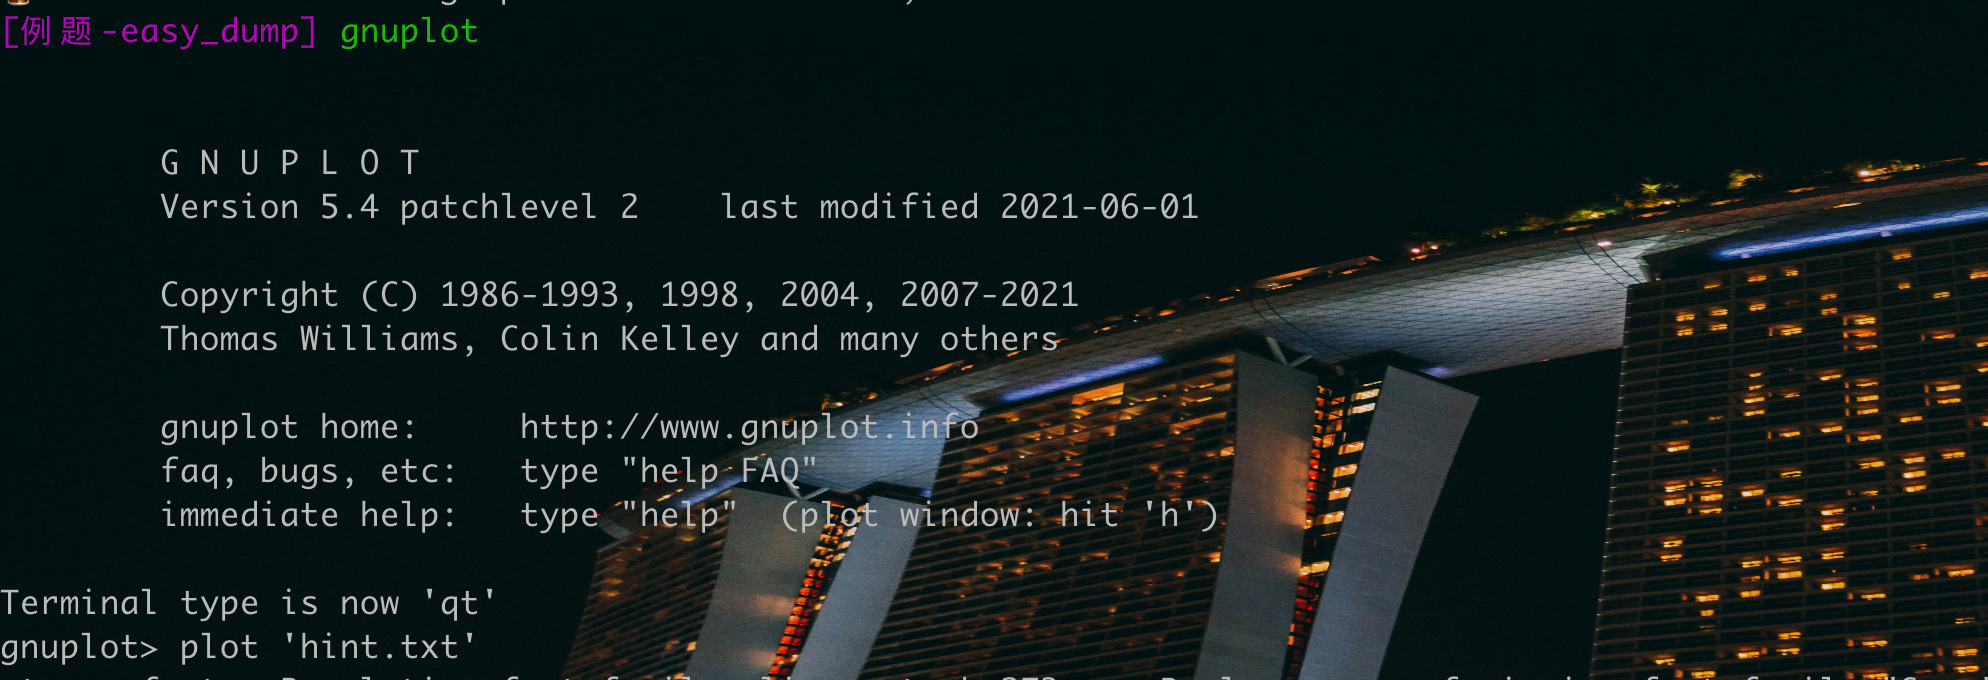 [例题-easy_dump] gnuplot
G N U P L O T
Version 5.4 patchlevel 2    last modified 2021-06-01
Copyright (C) 1986-1993, 1998, 2004, 2007-2021
Thomas Williams, Colin Kelley and many others
gnuplot home:     http://www.gnuplot.info
faq, bugs, etc:   type "help FAQ"
immediate help:   type "help"  (plot window: hit 'h')
Terminal type is now 'qt'
gnuplot> plot 'hint.txt'